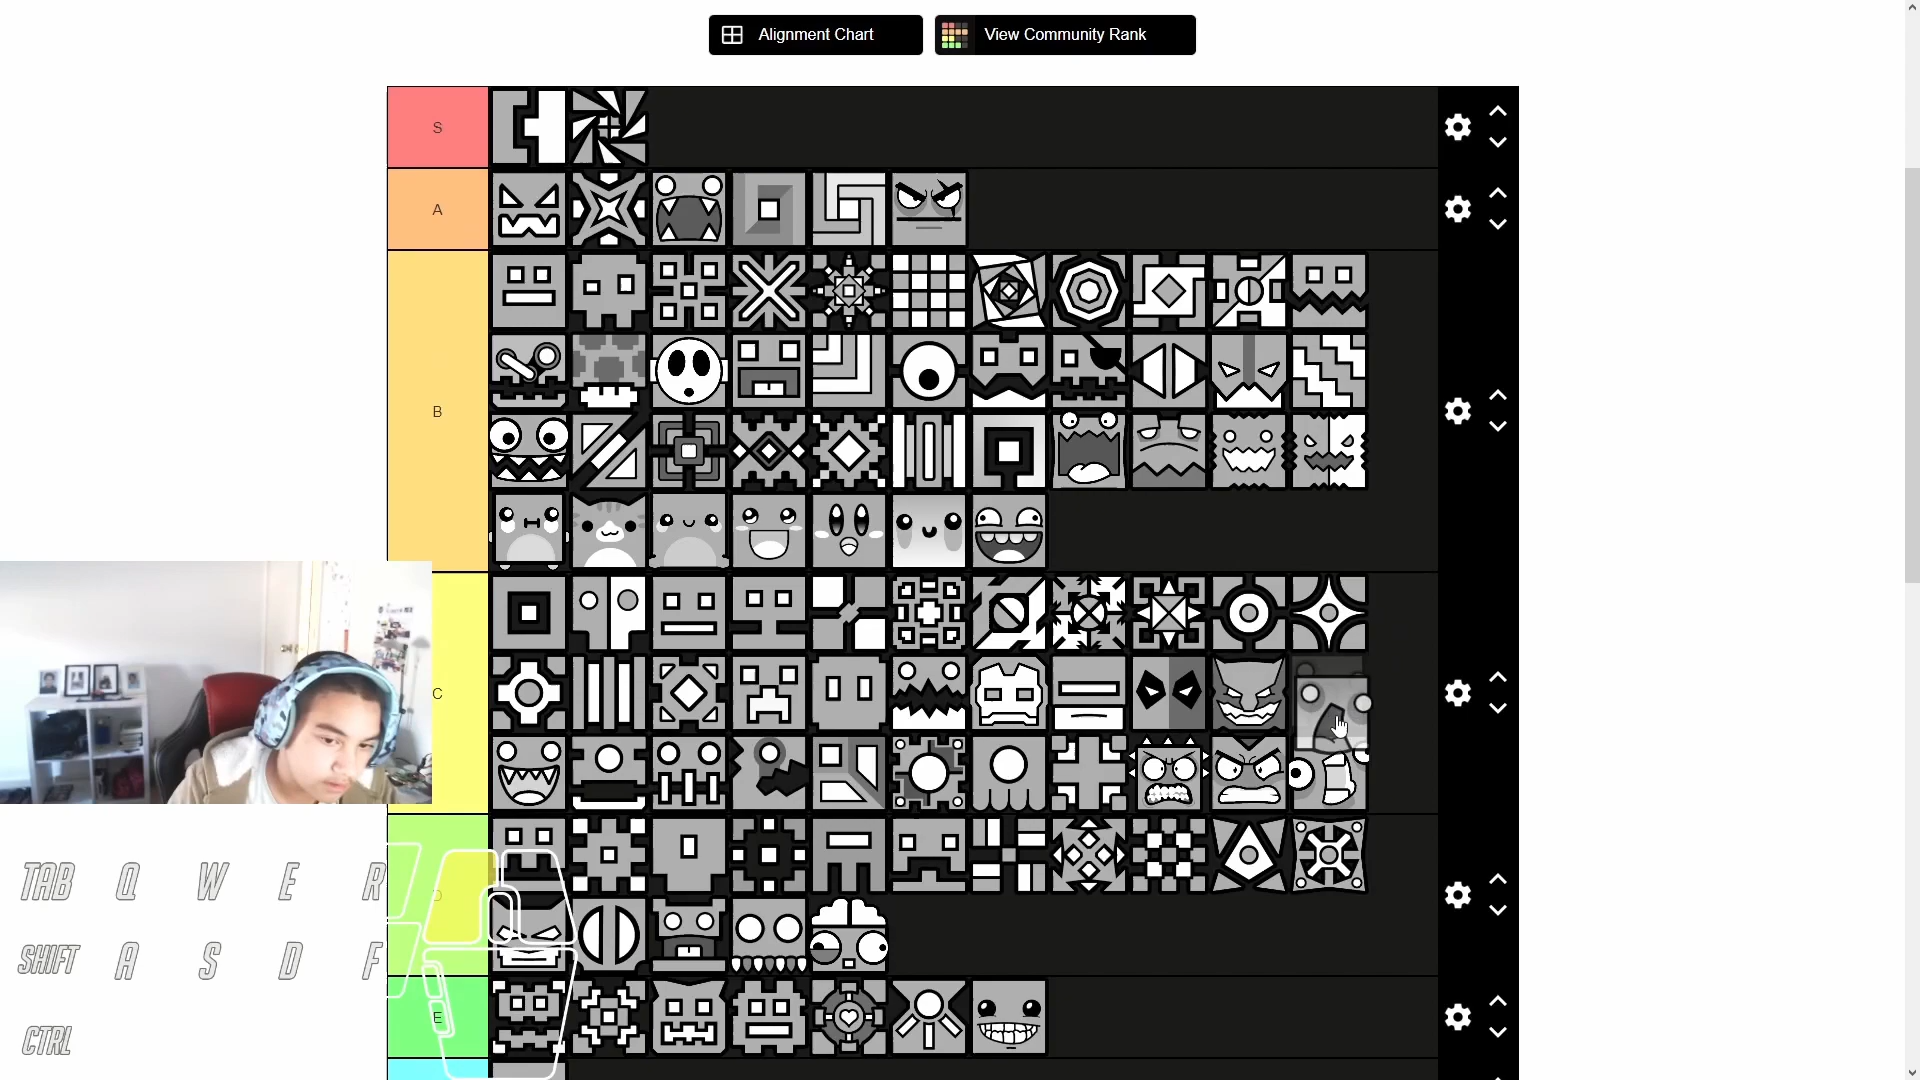 Alignment Chart
View Community Rank
S
A
B
C
D
E
TAB Q W E R
SHIFT A S D F
CTRL